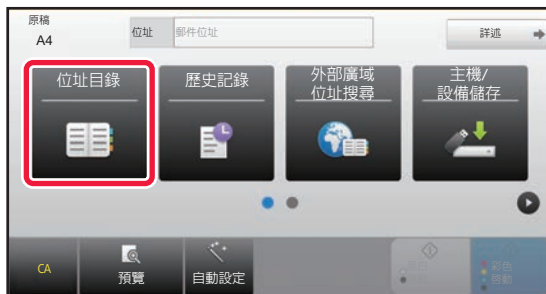 原稿
A4
位址
郵件位址
詳述
位址目錄
歷史記錄
外部廣域
位址搜尋
主機/
設備儲存
CA
預覽
自動設定
彩色
啟動